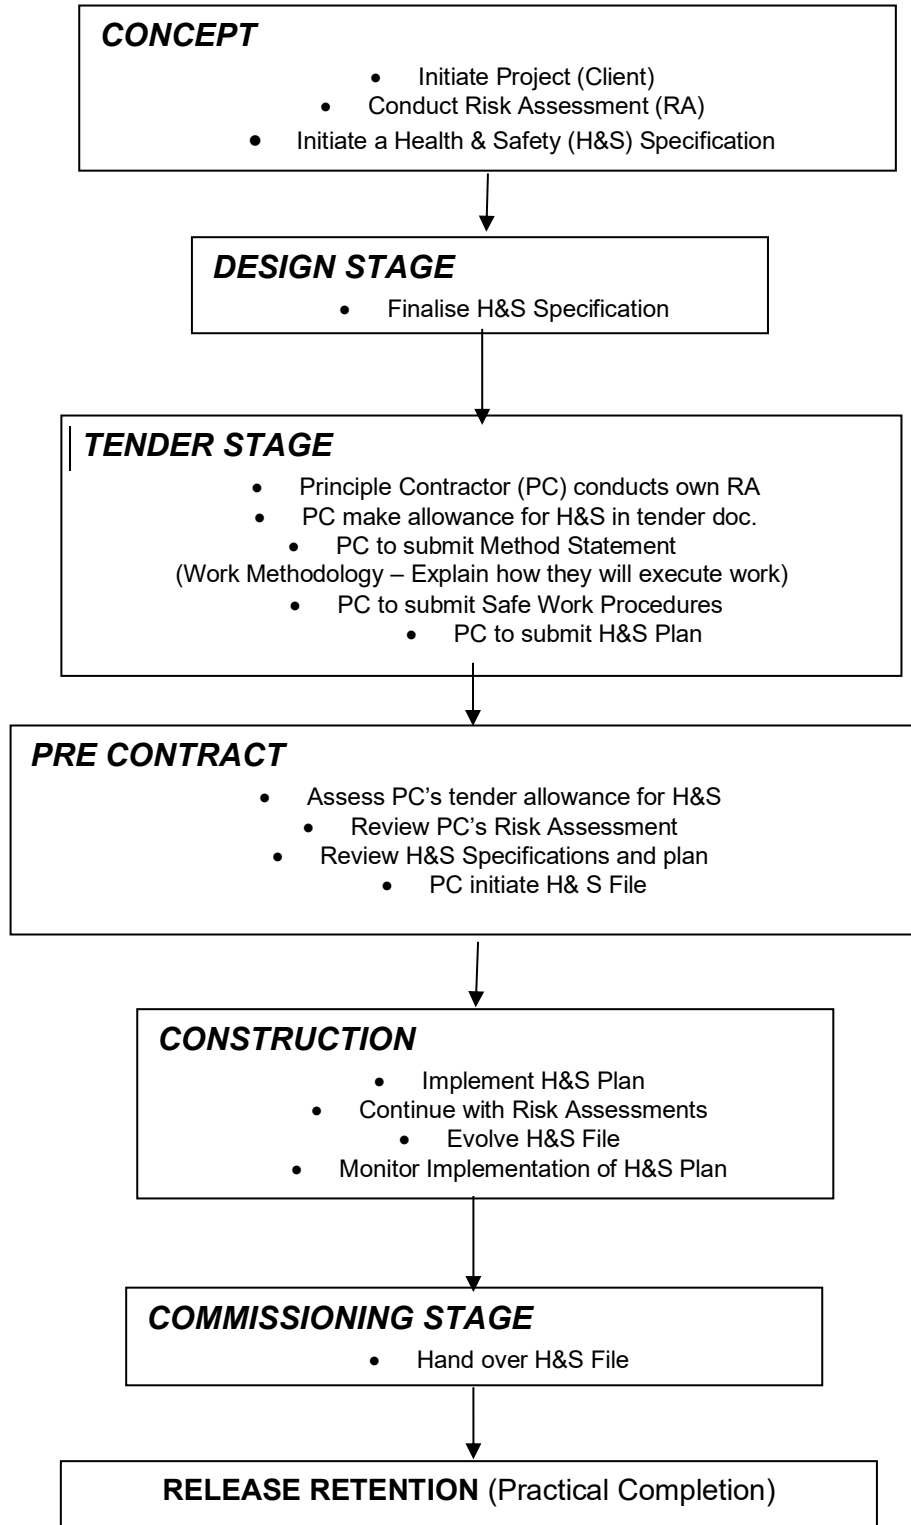 CONCEPT
• Initiate Project (Client)
• Conduct Risk Assessment (RA)
• Initiate a Health & Safety (H&S) Specification
DESIGN STAGE
• Finalise H&S Specification
TENDER STAGE
• Principle Contractor (PC) conducts own RA
• PC make allowance for H&S in tender doc.
• PC to submit Method Statement
(Work Methodology – Explain how they will execute work)
• PC to submit Safe Work Procedures
• PC to submit H&S Plan
PRE CONTRACT
• Assess PC's tender allowance for H&S
• Review PC's Risk Assessment
• Review H&S Specifications and plan
• PC initiate H& S File
CONSTRUCTION
• Implement H&S Plan
• Continue with Risk Assessments
• Evolve H&S File
• Monitor Implementation of H&S Plan
COMMISSIONING STAGE
• Hand over H&S File
RELEASE RETENTION (Practical Completion)